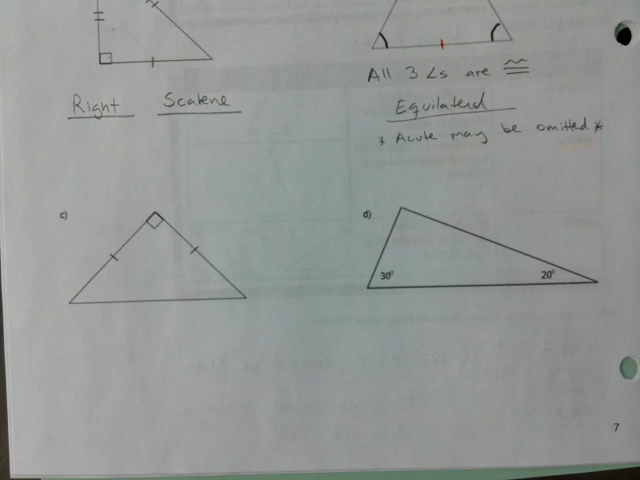 All 3 ∠s are ≅
Right Scalene
Equilateral
* Acute may be omitted *
c)
d)
30°
20°
7